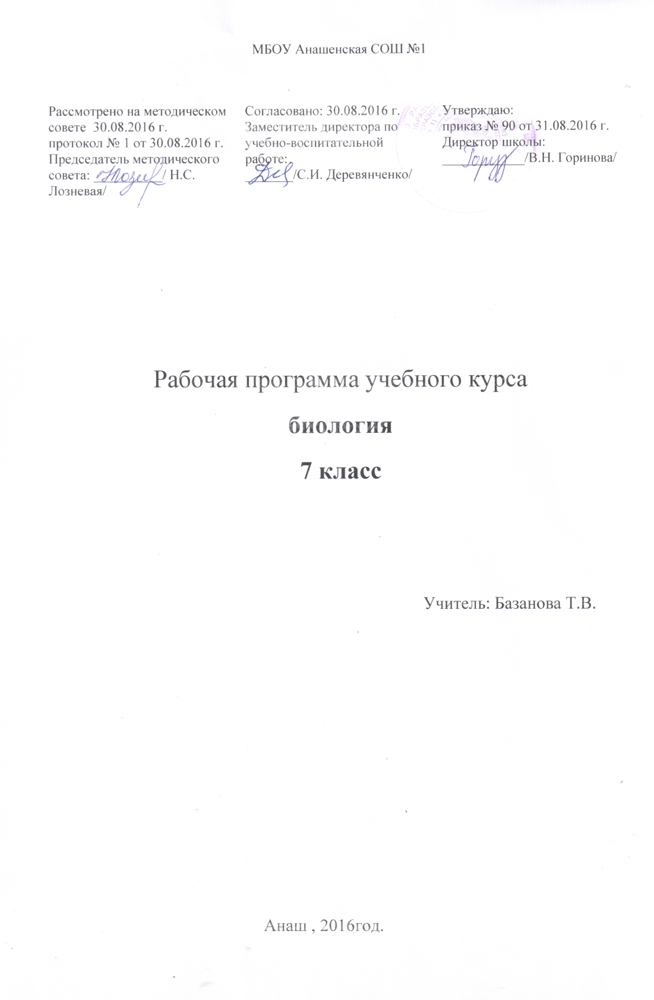 МБОУ Анашенская СОШ №1
Рассмотрено на методическом
совете 30.08.2016 г.
протокол № 1 от 30.08.2016 г.
Председатель методического
совета: __________/ Н.С.
Лозневая/
Согласовано: 30.08.2016 г.
Заместитель директора по
учебно-воспитательной
работе:
_______/С.И. Деревянченко/
Утверждаю:
приказ № 90 от 31.08.2016 г.
Директор школы:
____________/В.Н. Горинова/
Рабочая программа учебного курса
биология
7 класс
Учитель: Базанова Т.В.
Анаш , 2016год.